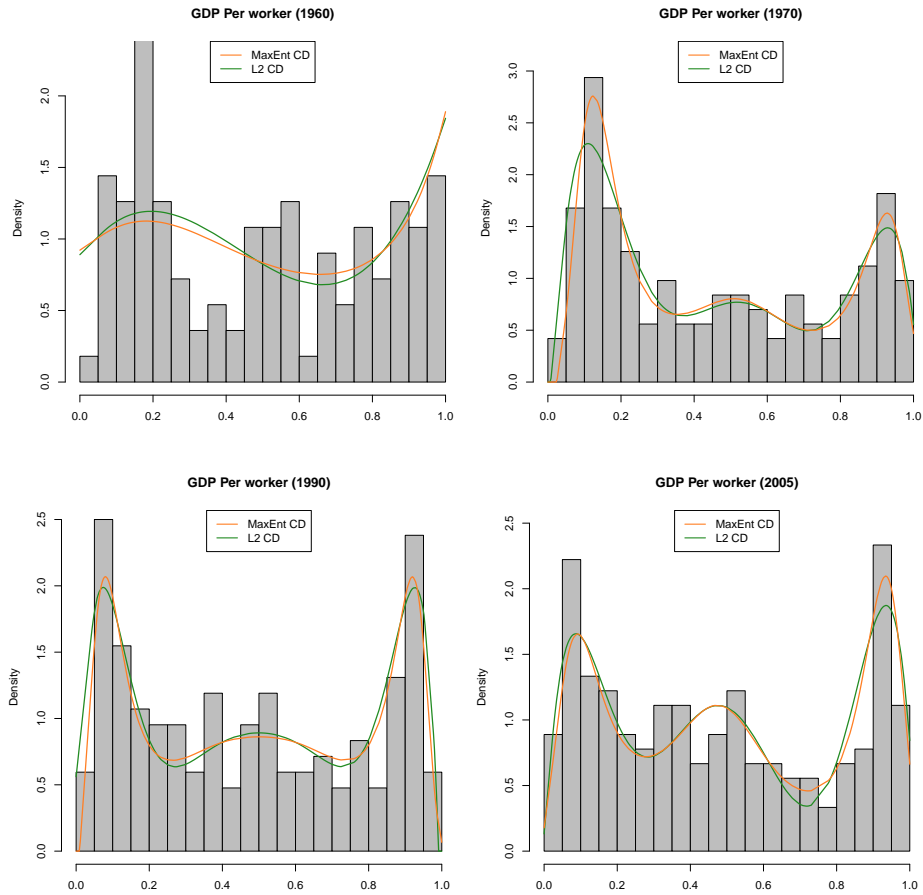 GDP Per worker (1960)
MaxEnt CD
L2 CD
Density
0.0 0.5 1.0 1.5 2.0
0.0 0.2 0.4 0.6 0.8 1.0
GDP Per worker (1970)
MaxEnt CD
L2 CD
Density
0.0 0.5 1.0 1.5 2.0 2.5 3.0
0.0 0.2 0.4 0.6 0.8 1.0
GDP Per worker (1990)
MaxEnt CD
L2 CD
Density
0.0 0.5 1.0 1.5 2.0 2.5
0.0 0.2 0.4 0.6 0.8 1.0
GDP Per worker (2005)
MaxEnt CD
L2 CD
Density
0.0 0.5 1.0 1.5 2.0 2.5
0.0 0.2 0.4 0.6 0.8 1.0